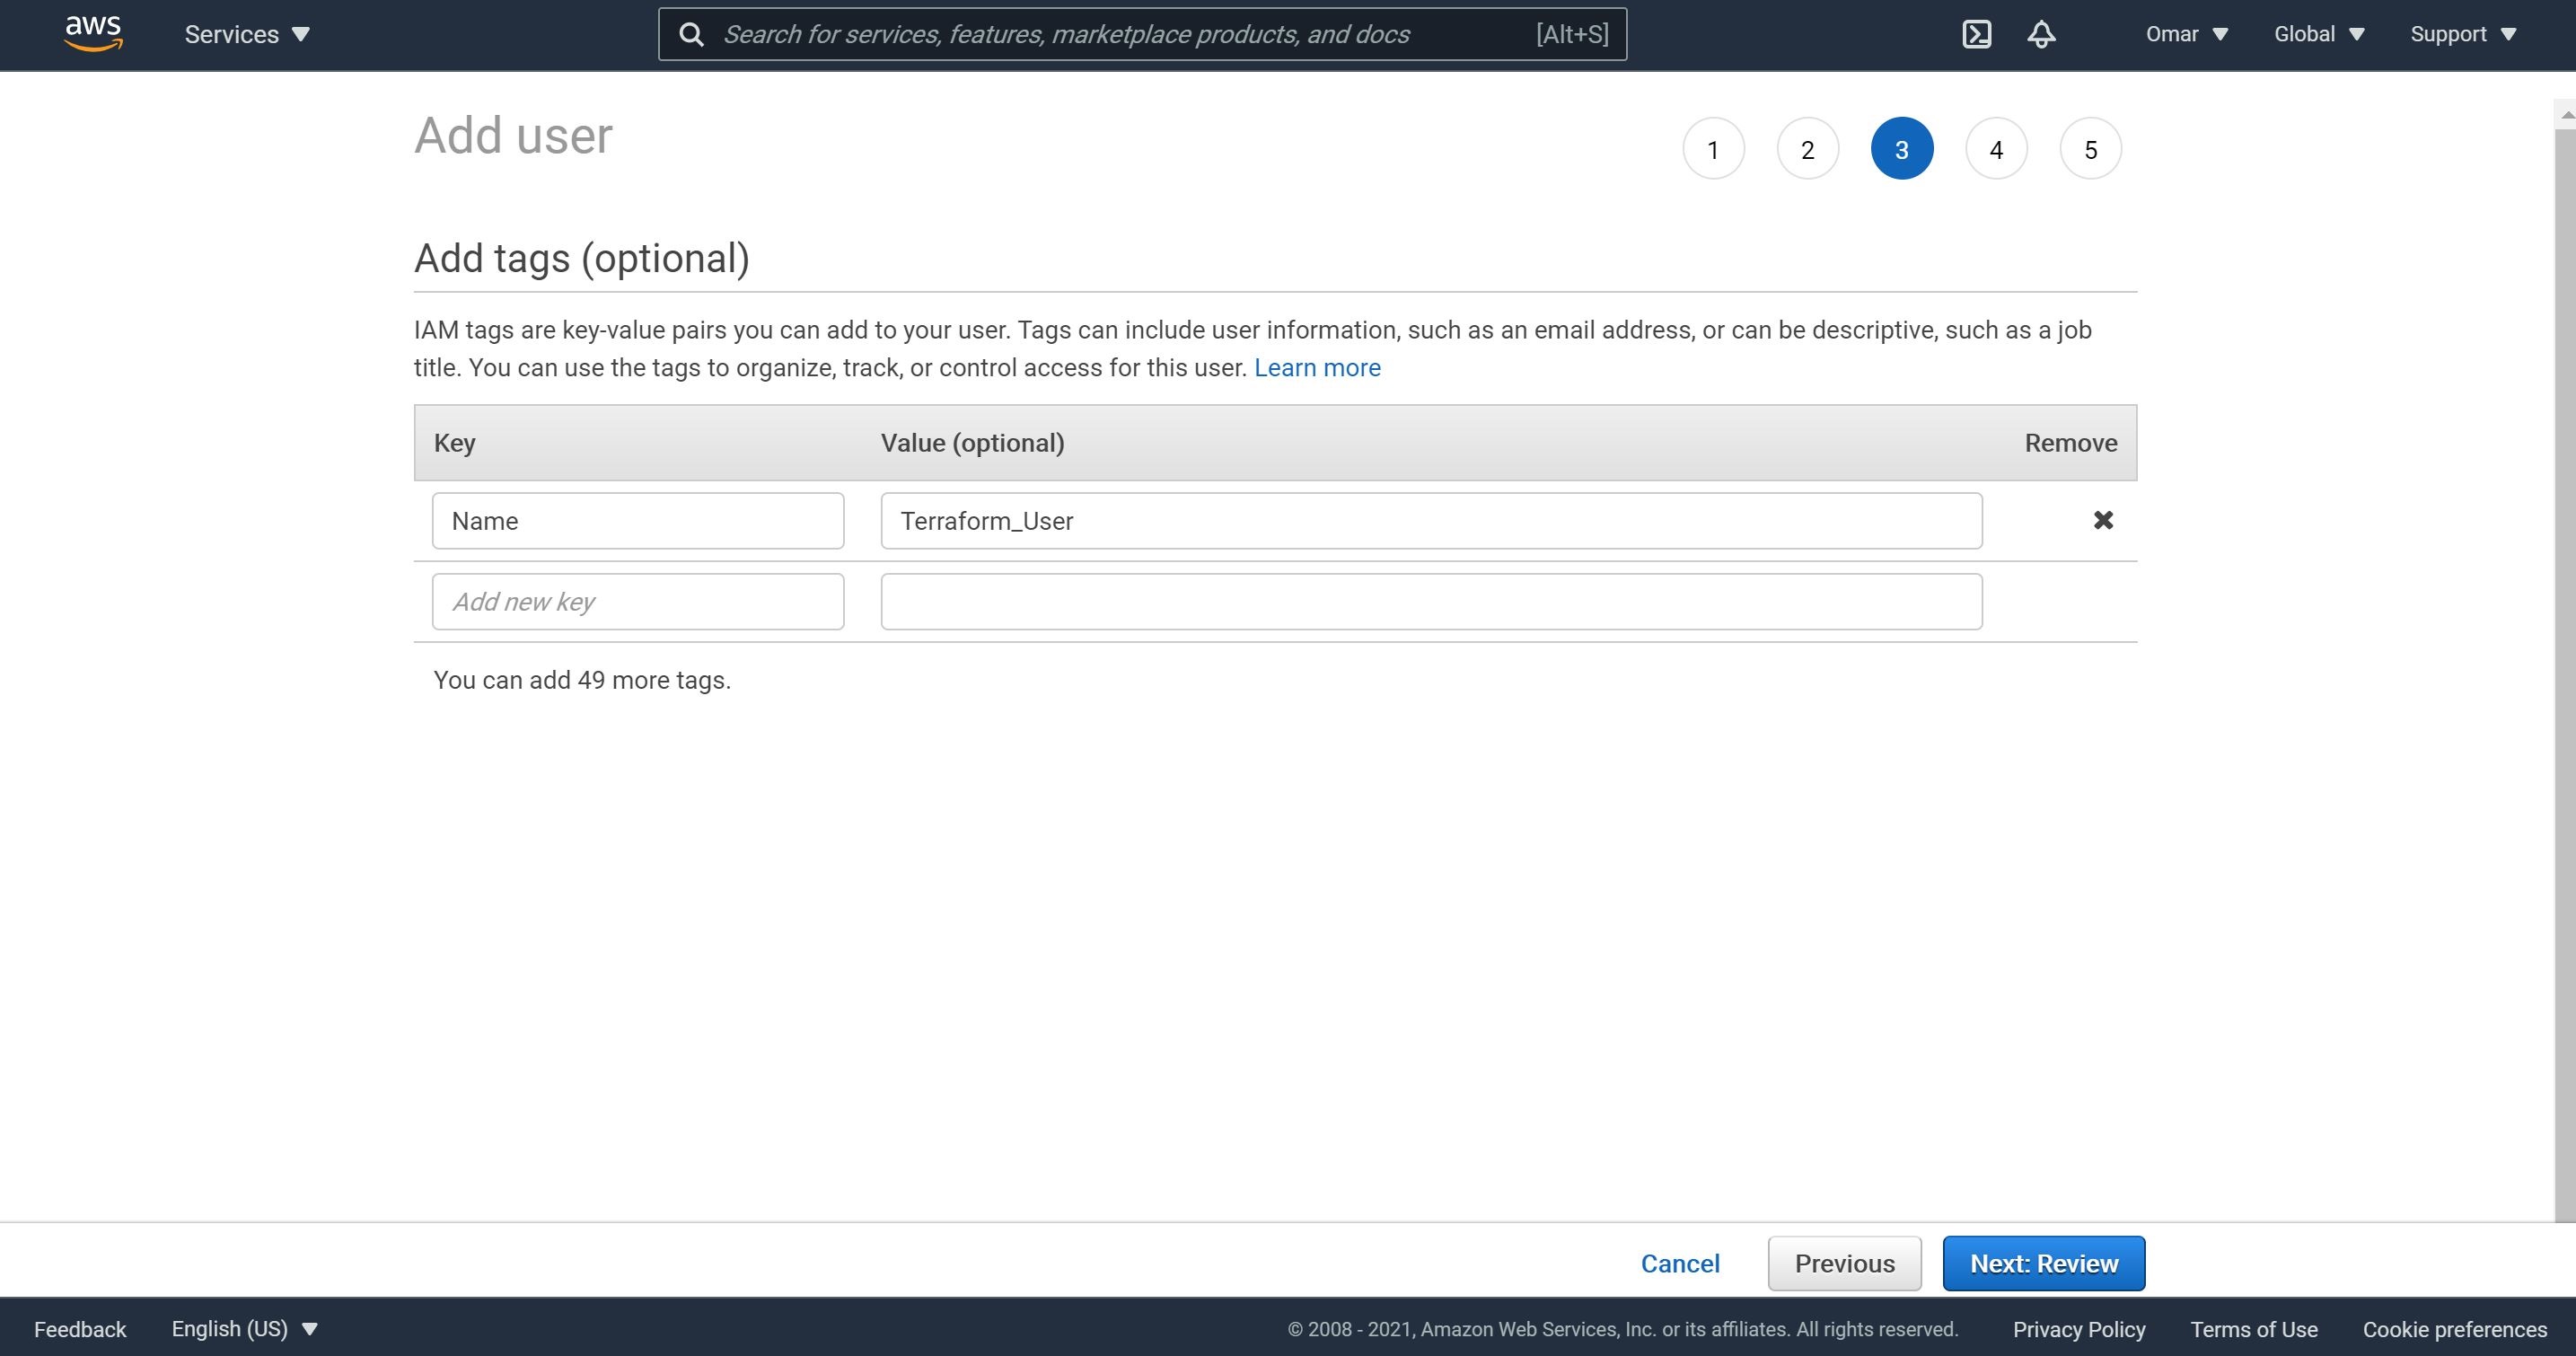 aws
Services
Search for services, features, marketplace products, and docs [Alt+S]
Omar
Global
Support
Add user
1 2 3 4 5
Add tags (optional)
IAM tags are key-value pairs you can add to your user. Tags can include user information, such as an email address, or can be descriptive, such as a job
title. You can use the tags to organize, track, or control access for this user. Learn more
Key Value (optional) Remove
Name Terraform_User
Add new key
You can add 49 more tags.
Cancel Previous Next: Review
Feedback English (US) © 2008 - 2021, Amazon Web Services, Inc. or its affiliates. All rights reserved. Privacy Policy Terms of Use Cookie preferences